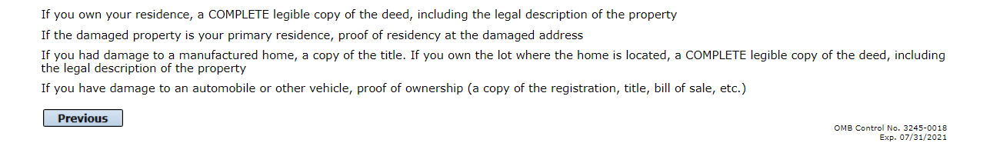 If you own your residence, a COMPLETE legible copy of the deed, including the legal description of the property
If the damaged property is your primary residence, proof of residency at the damaged address
If you had damage to a manufactured home, a copy of the title. If you own the lot where the home is located, a COMPLETE legible copy of the deed, including
the legal description of the property
If you have damage to an automobile or other vehicle, proof of ownership (a copy of the registration, title, bill of sale, etc.)
Previous
OMB Control No. 3245-0018
Exp. 07/31/2021